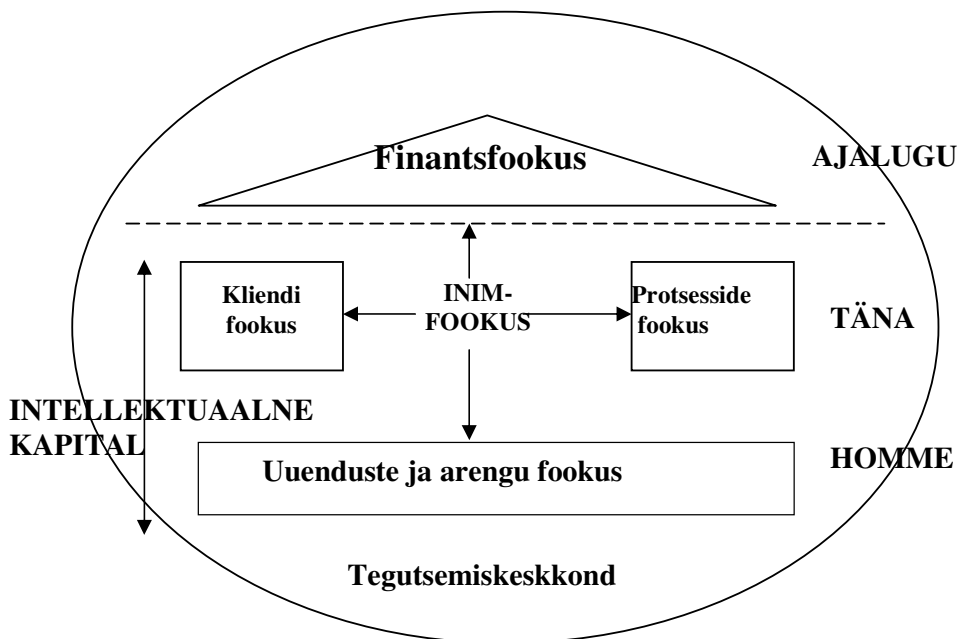 Finantsfookus
AJALUGU
Kliendi
fookus
INIM-
FOOKUS
Protsesside
fookus
TÄNA
INTELLEKTUAALNE
KAPITAL
Uuenduste ja arengu fookus
HOMME
Tegutsemiskeskkond